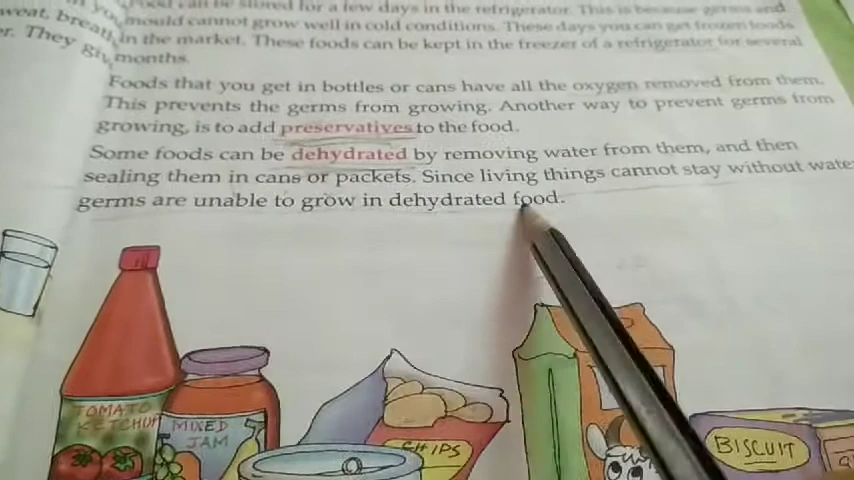 food can be stored for a few days in the refrigerator. This is because germs and
mould cannot grow well in cold conditions. These days you can get frozen foods
in the market. These foods can be kept in the freezer of a refrigerator for several
months.
Foods that you get in bottles or cans have all the oxygen removed from them.
This prevents the germs from growing. Another way to prevent germs from
growing, is to add preservatives to the food.
Some foods can be dehydrated by removing water from them, and then
sealing them in cans or packets. Since living things cannot stay without water
germs are unable to grow in dehydrated food.
weat, breath
r. They
TOMATO
KETCHUP
MIXED
JAM
CHIPS
BISCUIT